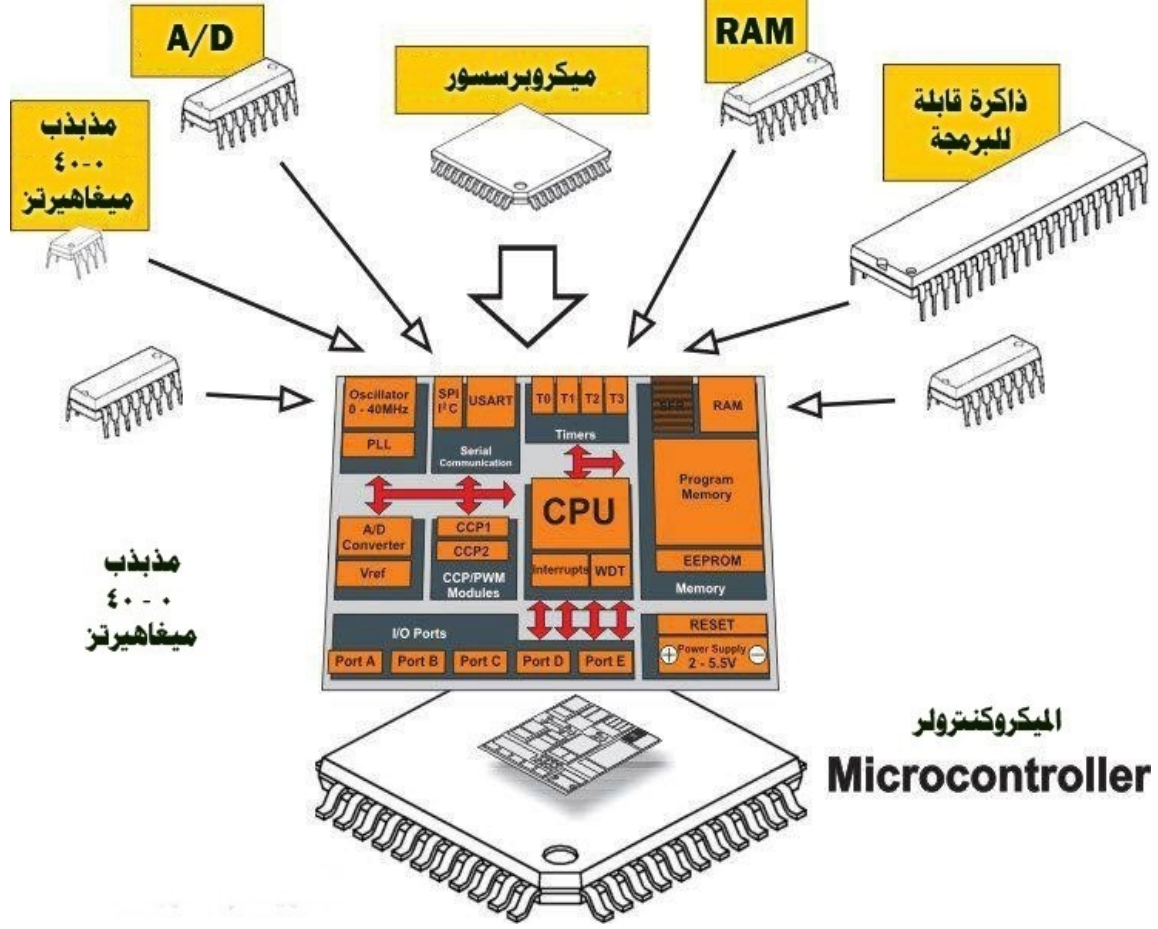 A/D
RAM
ميكروبرسسور
ذاكرة قابلة
للبرمجة
مذبذب
٤٠-٠
ميغاهيرتز
Oscillator
0 - 40MHz
PLL
SPI
I²C
USART
Serial
Communication
T0 T1 T2 T3
Timers
SFR
RAM
Program
Memory
EEPROM
Memory
CPU
Interrupts
WDT
A/D
Converter
Vref
CCP1
CCP2
CCP/PWM
Modules
مذبذب
٤٠ - ٠
ميغاهيرتز
I/O Ports
Port A
Port B
Port C
Port D
Port E
RESET
Power Supply
2 - 5.5V
الميكروكنترولر
Microcontroller